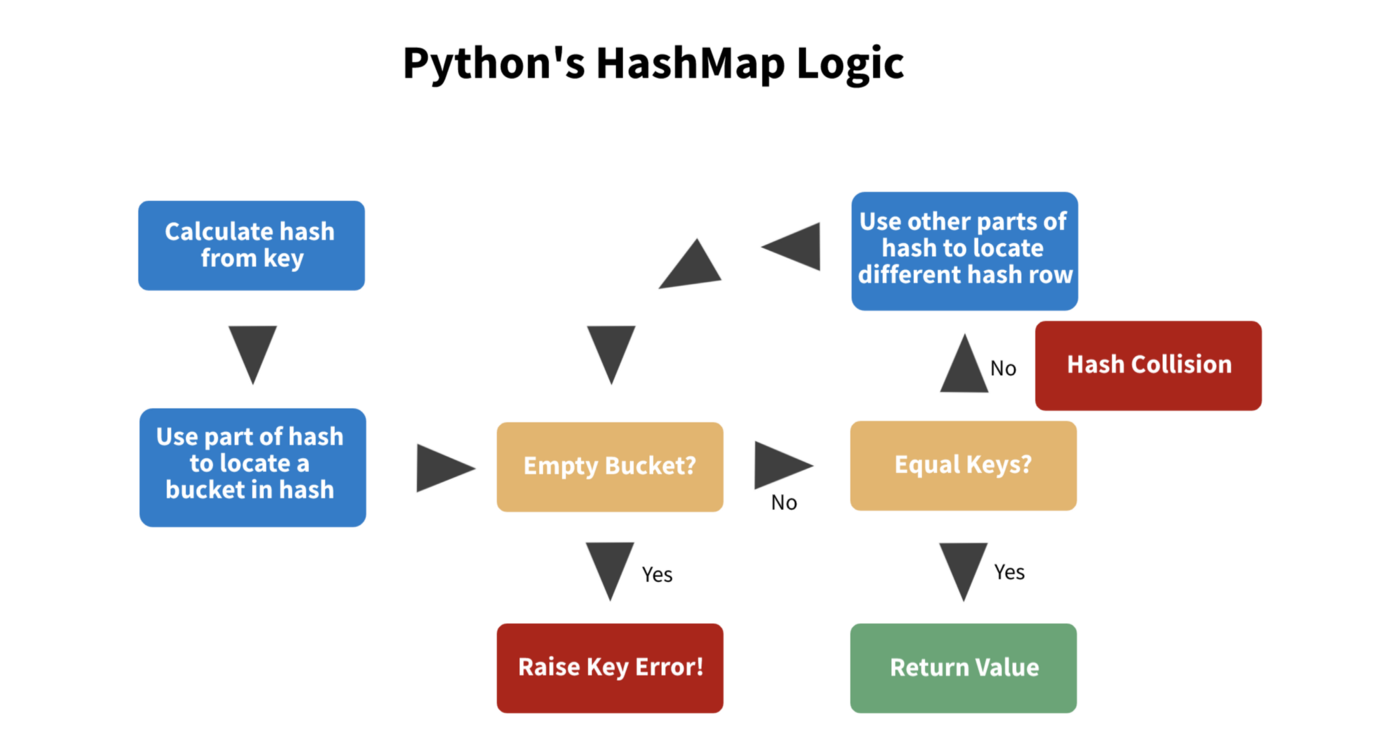 Python's HashMap Logic
Calculate hash
from key
Use other parts of
hash to locate
different hash row
No
Hash Collision
Use part of hash
to locate a
bucket in hash
Empty Bucket?
No
Equal Keys?
Yes
Yes
Raise Key Error!
Return Value